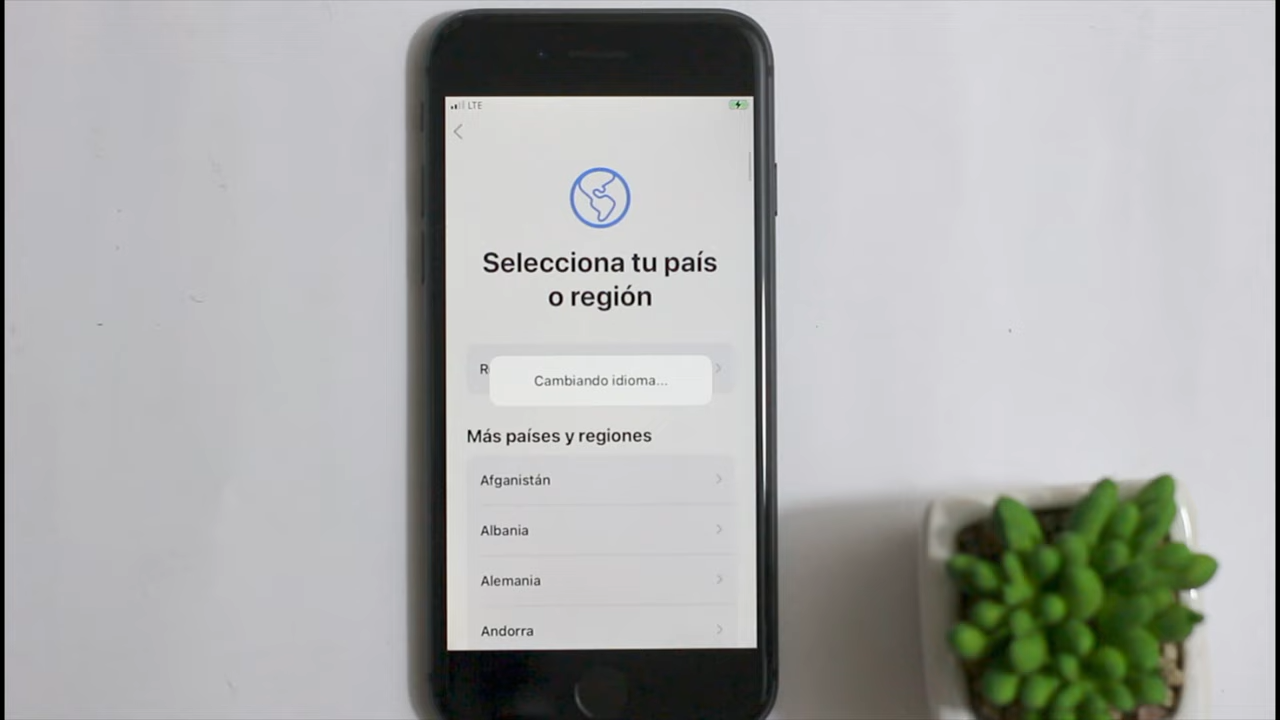 LTE
Selecciona tu país
o región
Cambiando idioma...
Más países y regiones
Afganistán
Albania
Alemania
Andorra